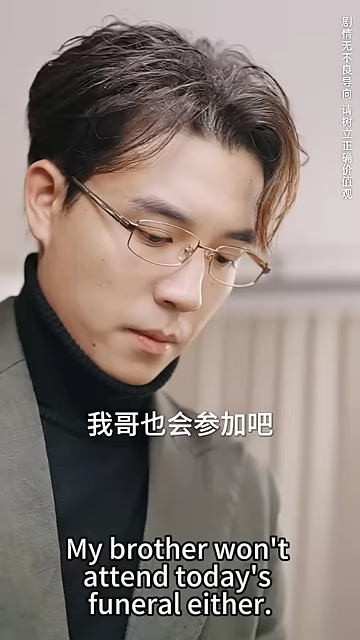 剧情无不良导向 请树立正确价值观
我哥也会参加吧
My brother won't
attend today's
funeral either.